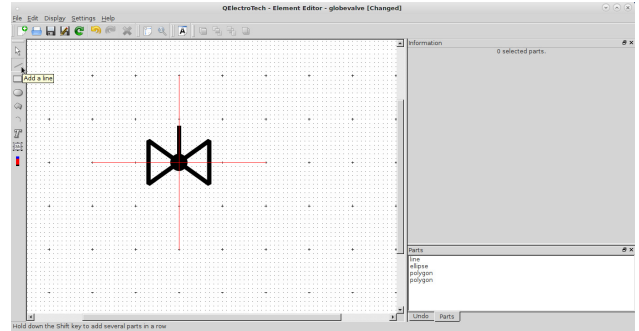 QElectroTech - Element Editor - globevalve [Changed]
File Edit Display Settings Help
Information
0 selected parts.
Add a line
Parts
line
ellipse
polygon
polygon
Undo Parts
Hold down the Shift key to add several parts in a row